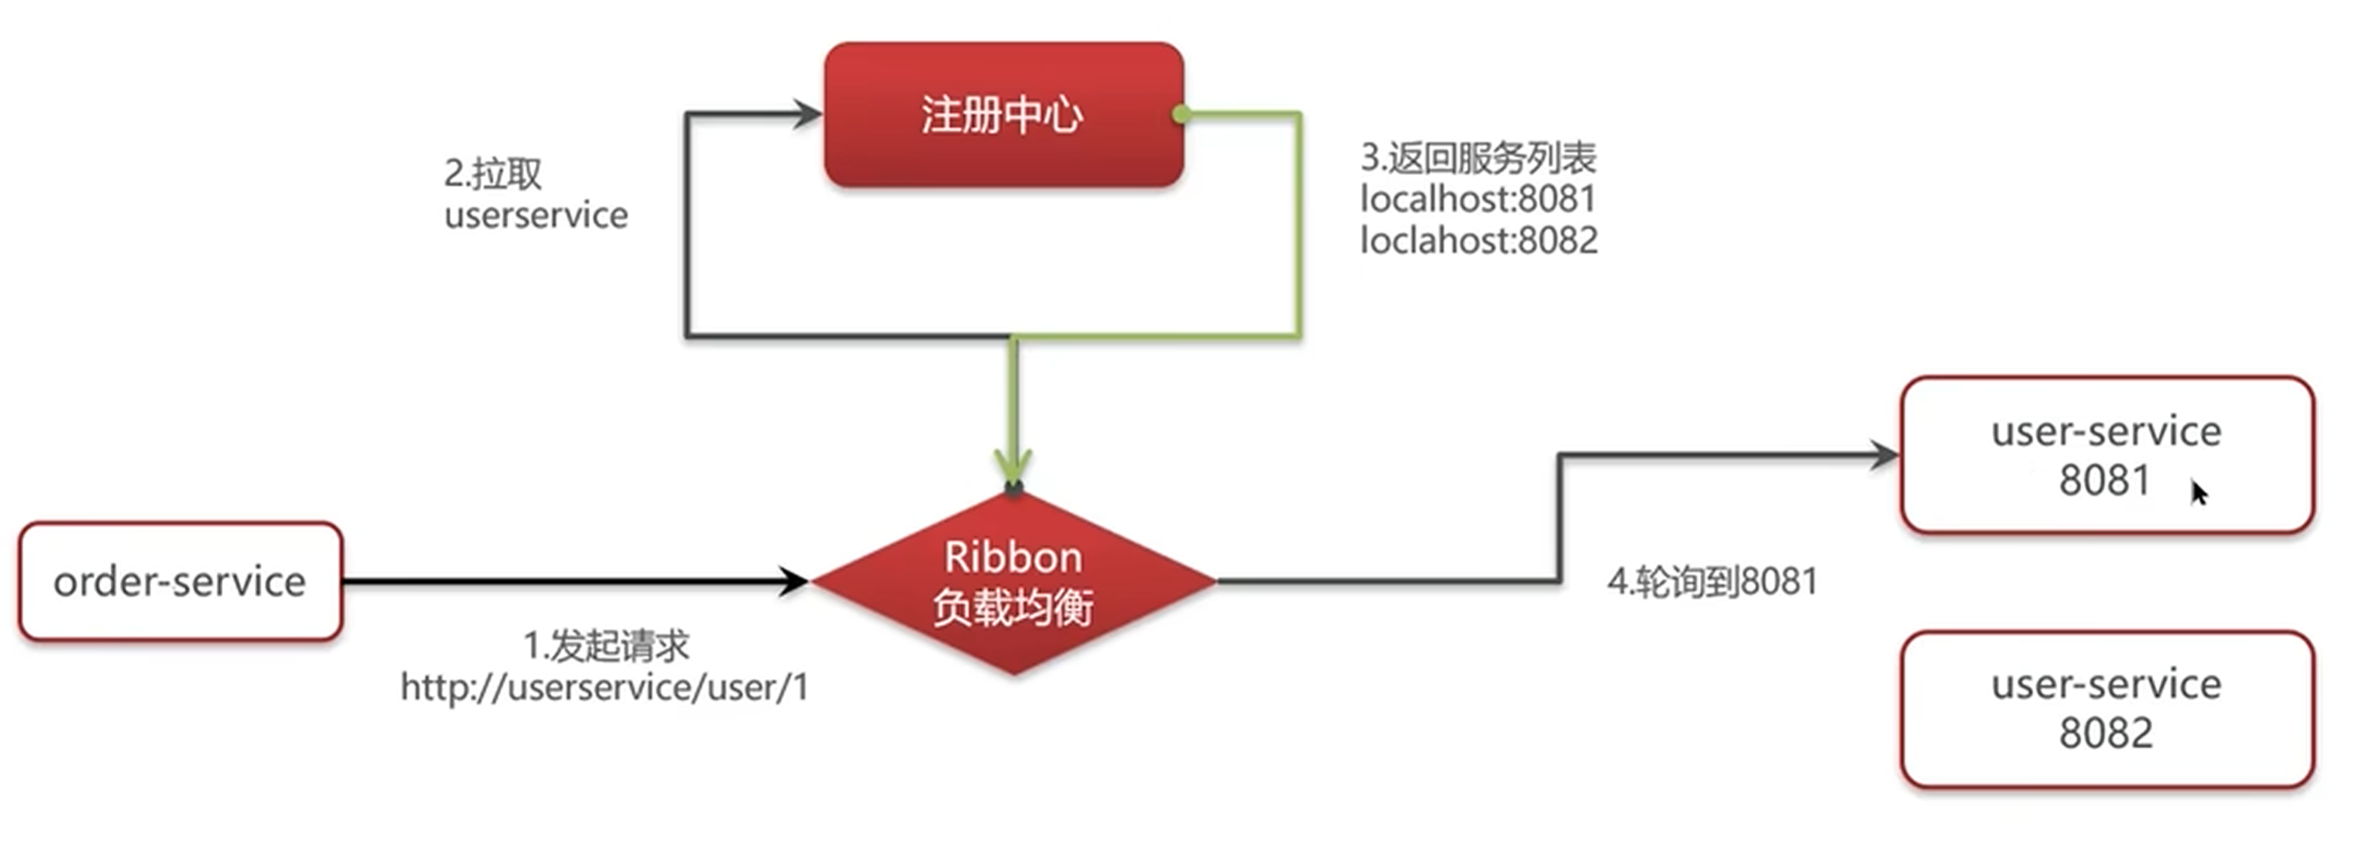 注册中心
2.拉取
userservice
3.返回服务列表
localhost:8081
loclahost:8082
order-service
1.发起请求
http://userservice/user/1
Ribbon
负载均衡
4.轮询到8081
user-service
8081
user-service
8082